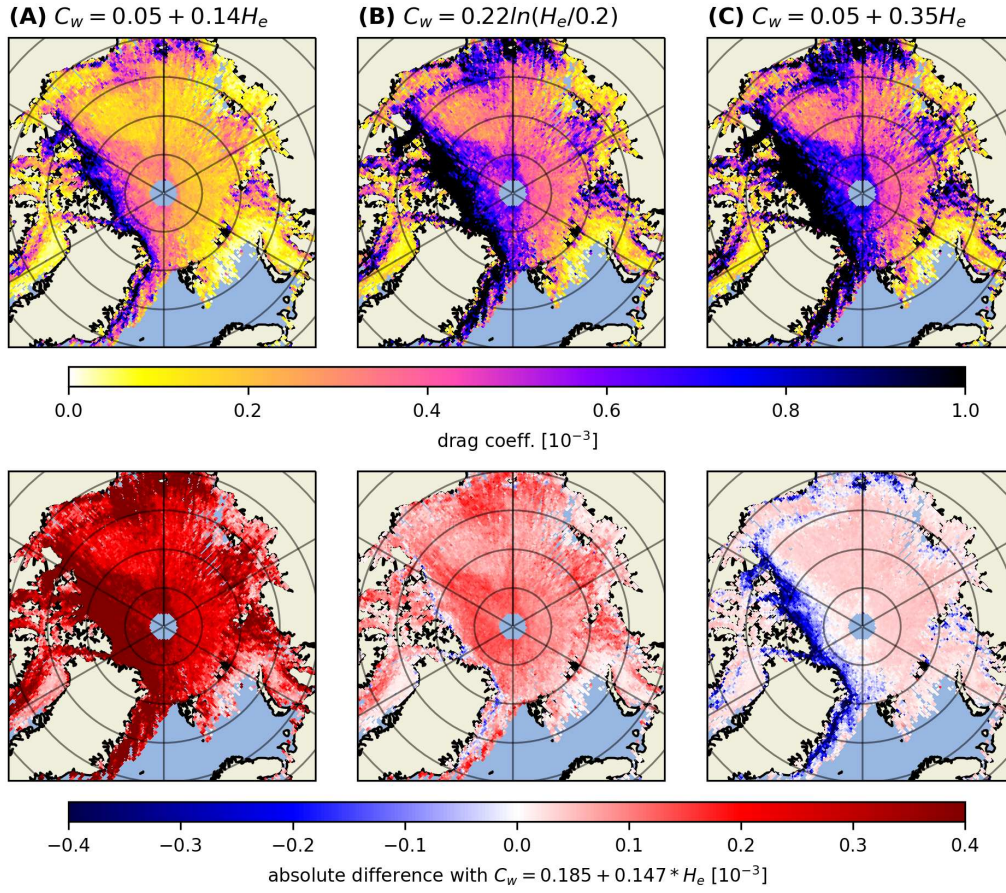 (A) C_w = 0.05 + 0.14H_e
(B) C_w = 0.22ln(H_e/0.2)
(C) C_w = 0.05 + 0.35H_e
0.0 0.2 0.4 0.6 0.8 1.0
drag coeff. [10⁻³]
−0.4 −0.3 −0.2 −0.1 0.0 0.1 0.2 0.3 0.4
absolute difference with C_w = 0.185 + 0.147 * H_e [10⁻³]